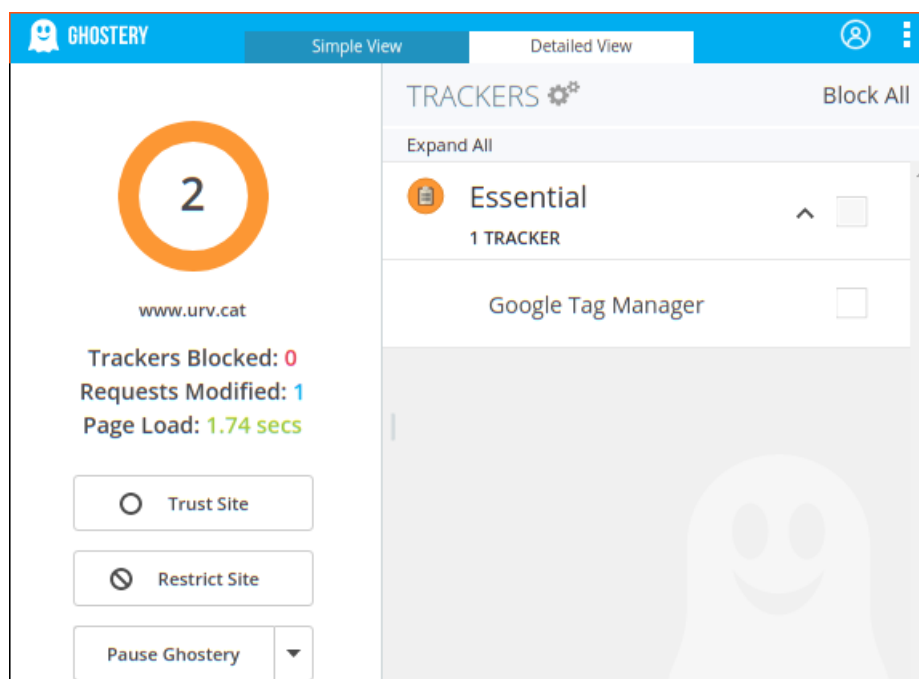 GHOSTERY
Simple View
Detailed View
2
www.urv.cat
Trackers Blocked: 0
Requests Modified: 1
Page Load: 1.74 secs
Trust Site
Restrict Site
Pause Ghostery
TRACKERS
Block All
Expand All
Essential
1 TRACKER
Google Tag Manager